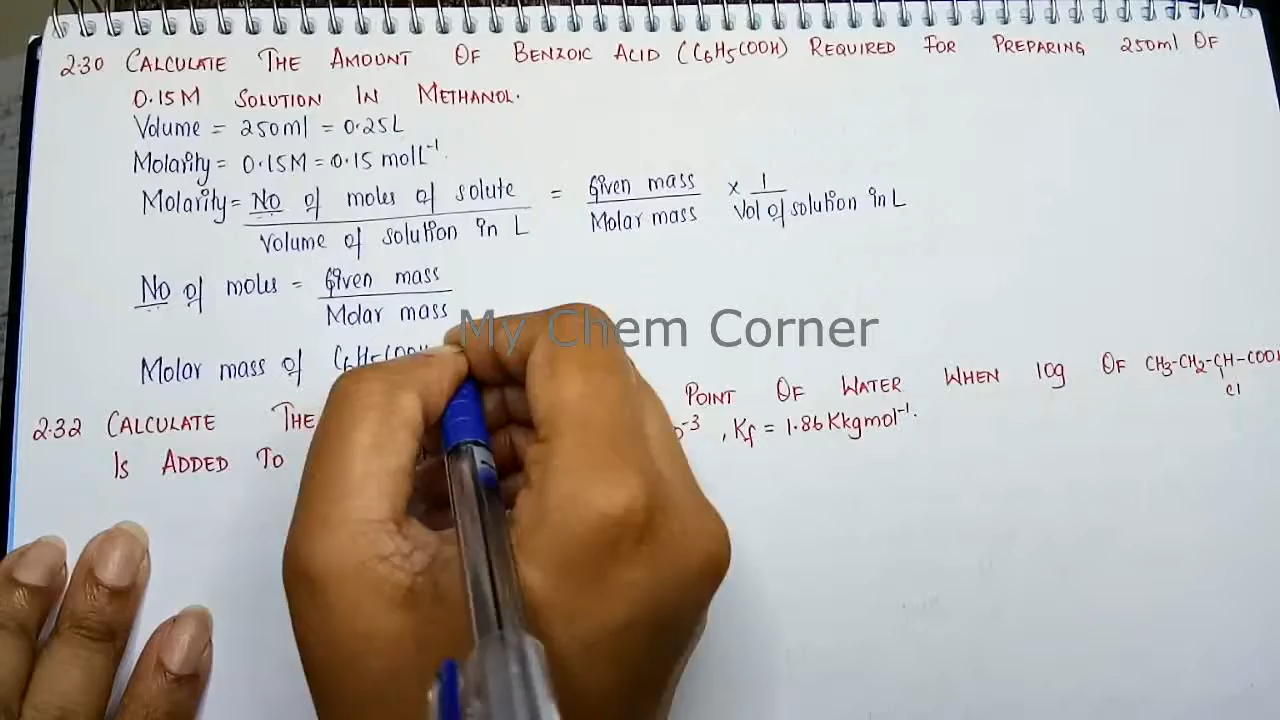 2.30 CALCULATE THE AMOUNT OF BENZOIC ACID (C6H5COOH) REQUIRED FOR PREPARING 250ml OF
0.15M SOLUTION IN METHANOL.
Volume = 250ml = 0.25L
Molarity = 0.15M = 0.15 molL⁻¹.
Molarity = No of moles of solute / Volume of solution in L = Given mass / Molar mass × 1 / Vol of solution in L
No of moles = Given mass / Molar mass
My Chem Corner
Molar mass of C6H5COOH
2.32 CALCULATE THE POINT OF WATER WHEN 10g OF CH3-CH2-CH-COOH
Cl
IS ADDED TO ⁻³, Kf = 1.86 Kkgmol⁻¹.